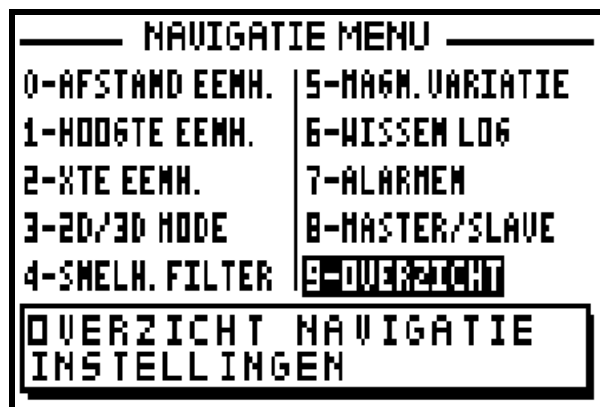 NAVIGATIE MENU
0-AFSTAND EENH.
1-HOOGTE EENH.
2-XTE EENH.
3-2D/3D MODE
4-SNELH. FILTER
5-MAGN. VARIATIE
6-WISSEN LOG
7-ALARMEN
8-MASTER/SLAVE
9-OVERZICHT
OVERZICHT NAVIGATIE
INSTELLINGEN